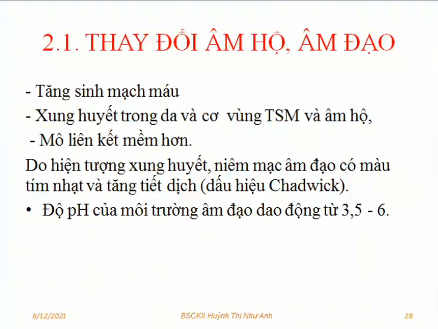 2.1. THAY ĐỔI ÂM HỘ, ÂM ĐẠO
- Tăng sinh mạch máu
- Xung huyết trong da và cơ vùng TSM và âm hộ,
- Mô liên kết mềm hơn.
Do hiện tượng xung huyết, niêm mạc âm đạo có màu
tím nhạt và tăng tiết dịch (dấu hiệu Chadwick).
• Độ pH của môi trường âm đạo dao động từ 3,5 - 6.
8/12/2021
BSCKII Huỳnh Thị Như Anh
28